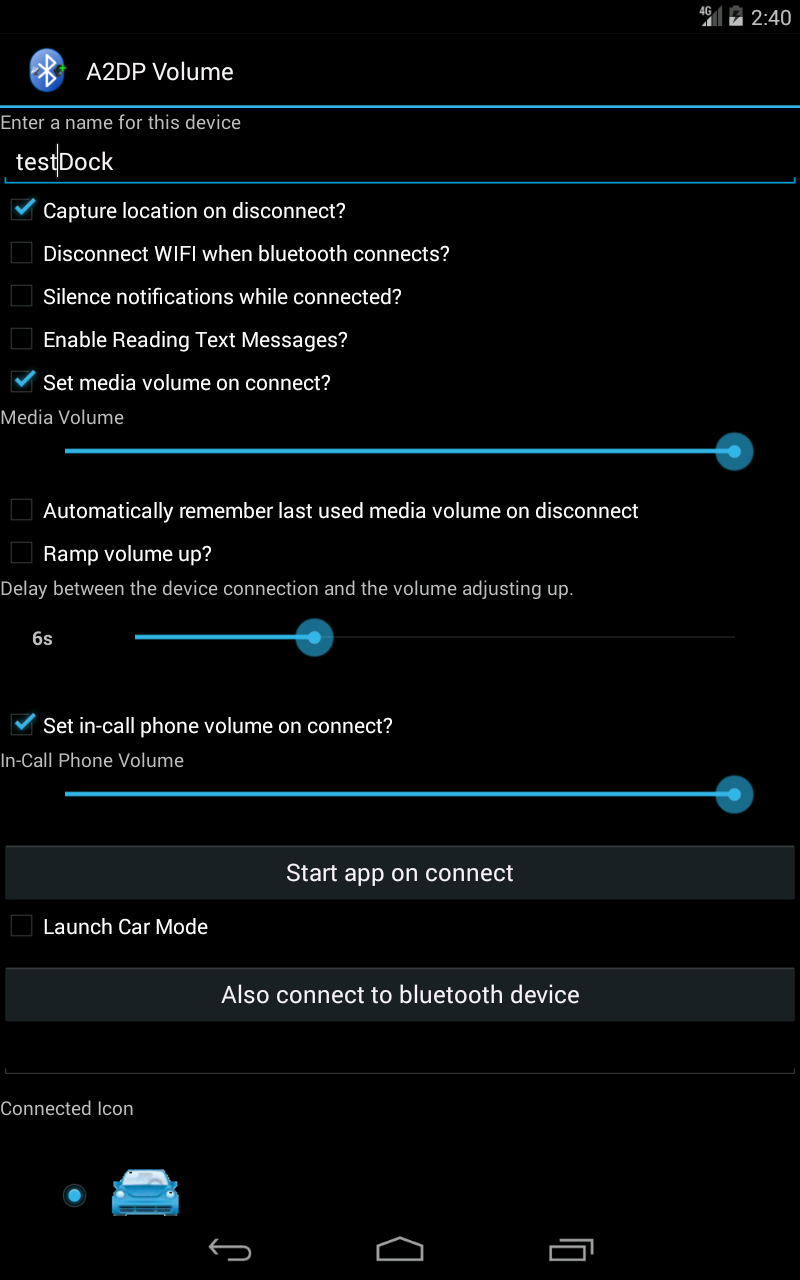 4G 2:40
A2DP Volume
Enter a name for this device
testDock
Capture location on disconnect?
Disconnect WIFI when bluetooth connects?
Silence notifications while connected?
Enable Reading Text Messages?
Set media volume on connect?
Media Volume
Automatically remember last used media volume on disconnect
Ramp volume up?
Delay between the device connection and the volume adjusting up.
6s
Set in-call phone volume on connect?
In-Call Phone Volume
Start app on connect
Launch Car Mode
Also connect to bluetooth device
Connected Icon